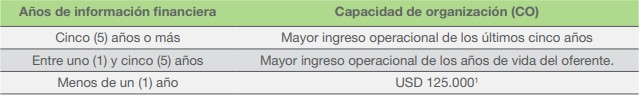 Años de información financiera Capacidad de organización (CO)
Cinco (5) años o más Mayor ingreso operacional de los últimos cinco años
Entre uno (1) y cinco (5) años Mayor ingreso operacional de los años de vida del oferente.
Menos de un (1) año USD 125.000¹